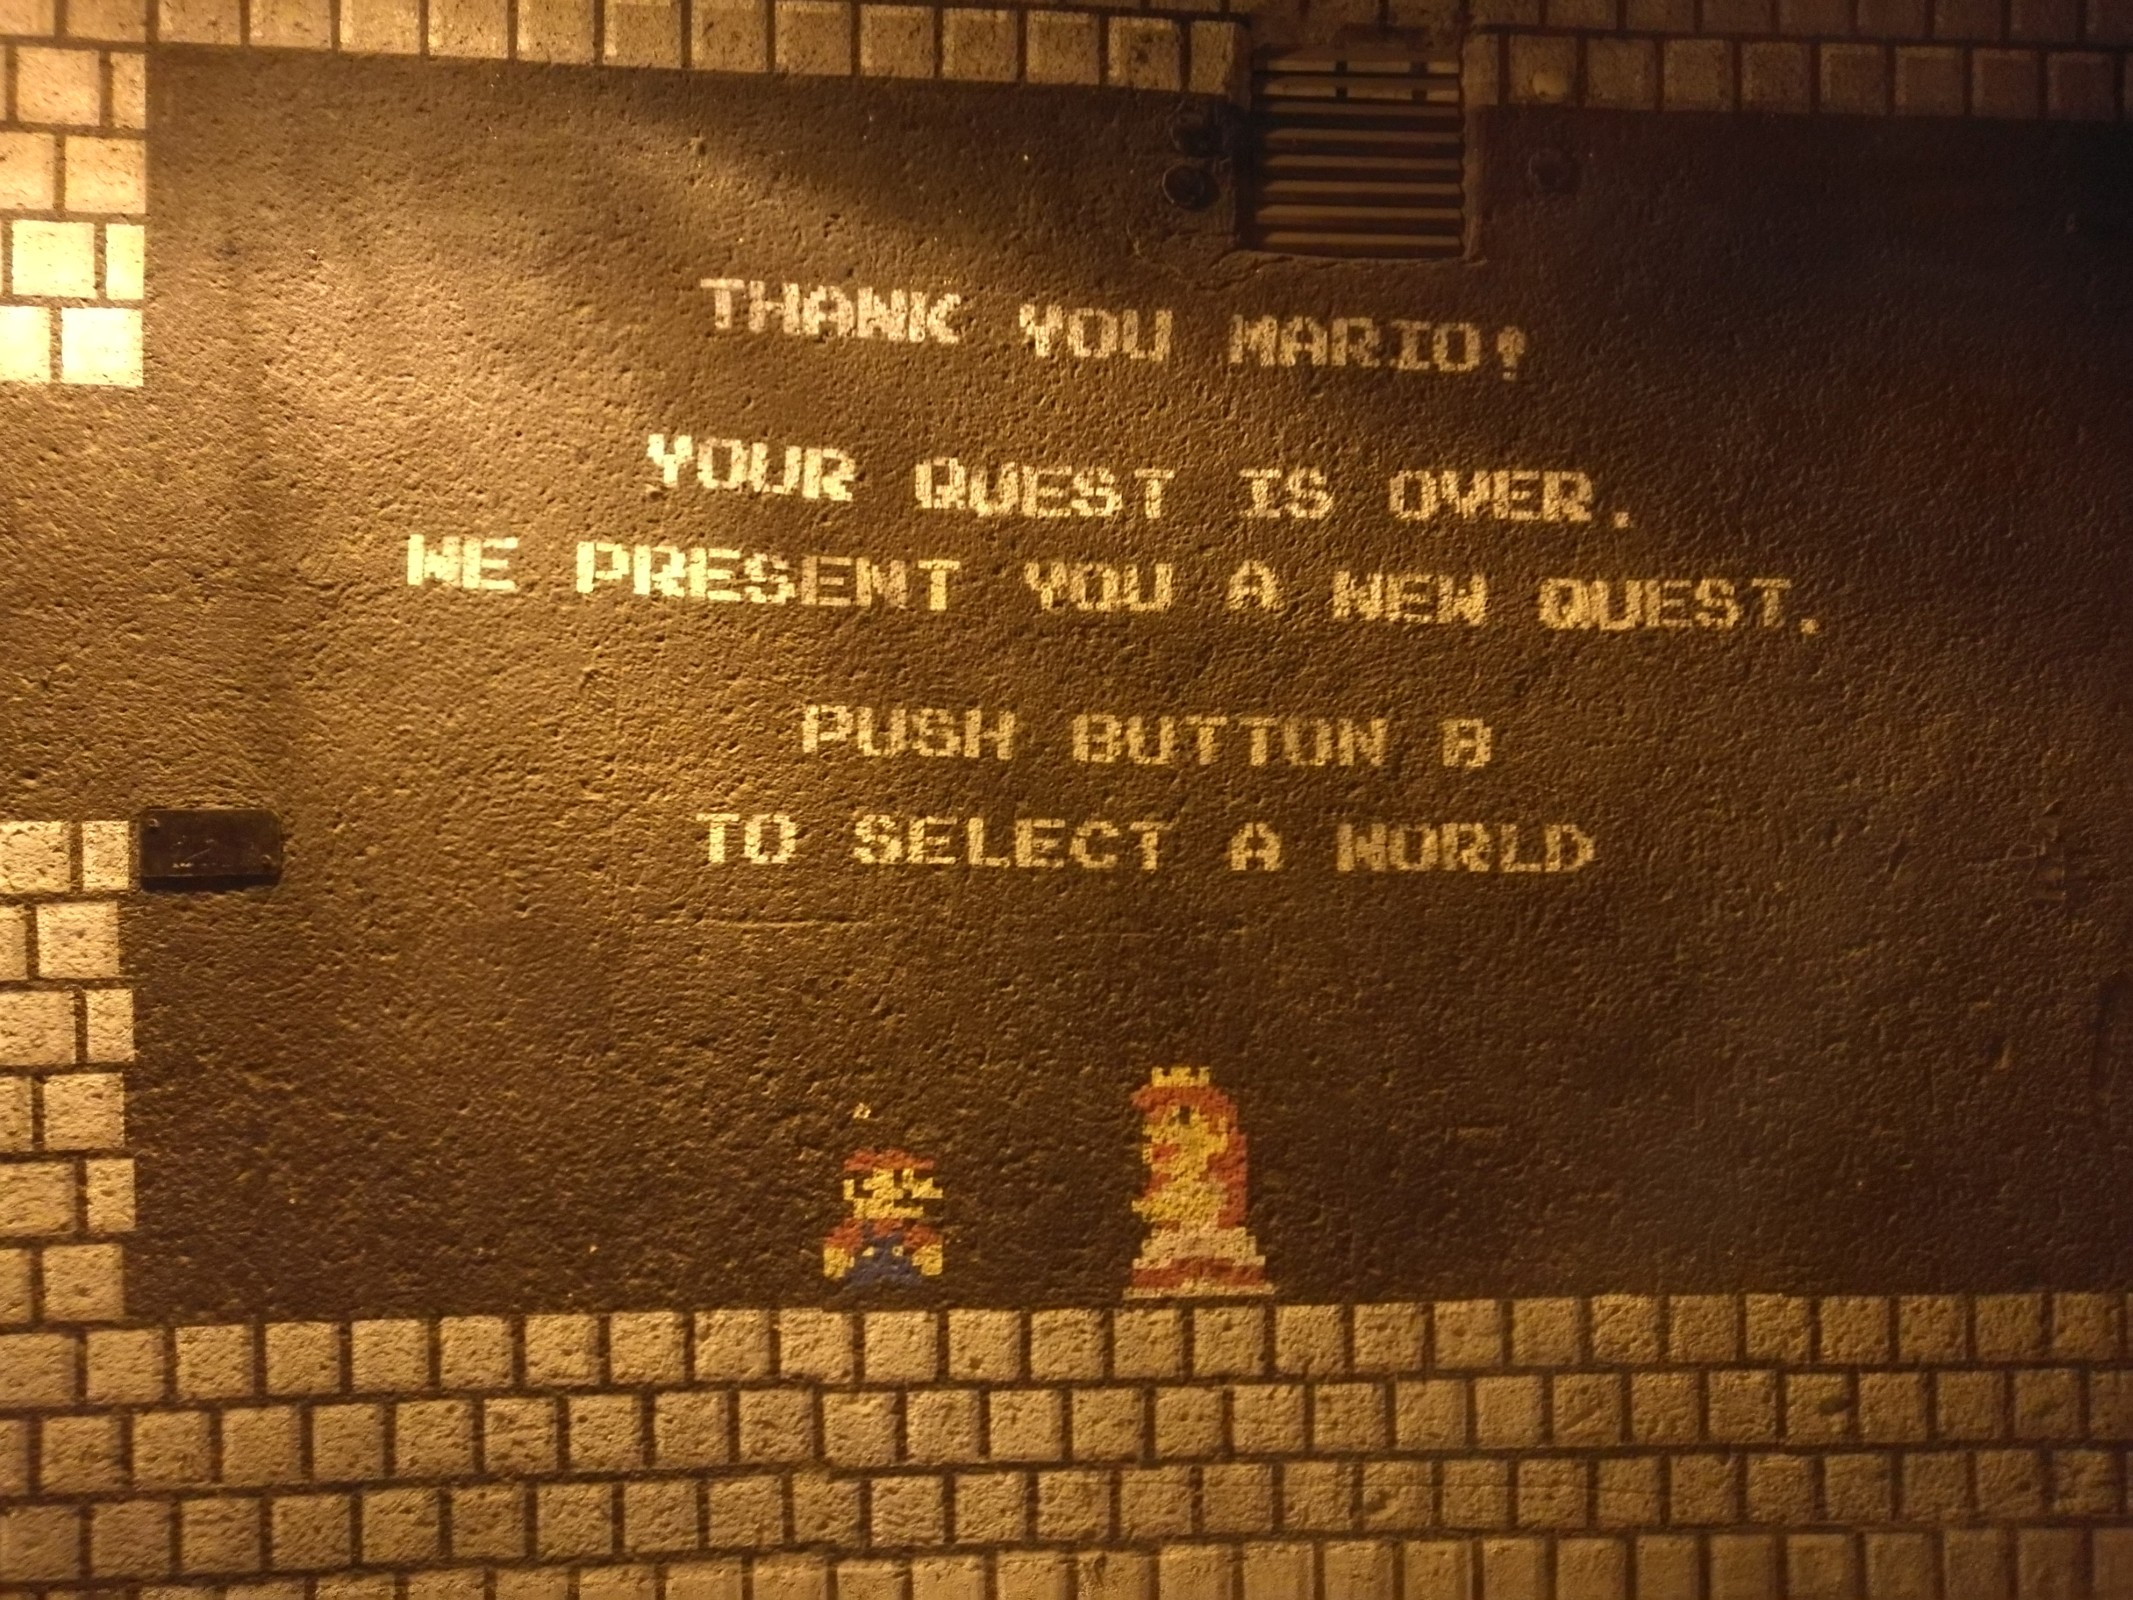 THANK YOU MARIO!
YOUR QUEST IS OVER.
WE PRESENT YOU A NEW QUEST.
PUSH BUTTON B
TO SELECT A WORLD